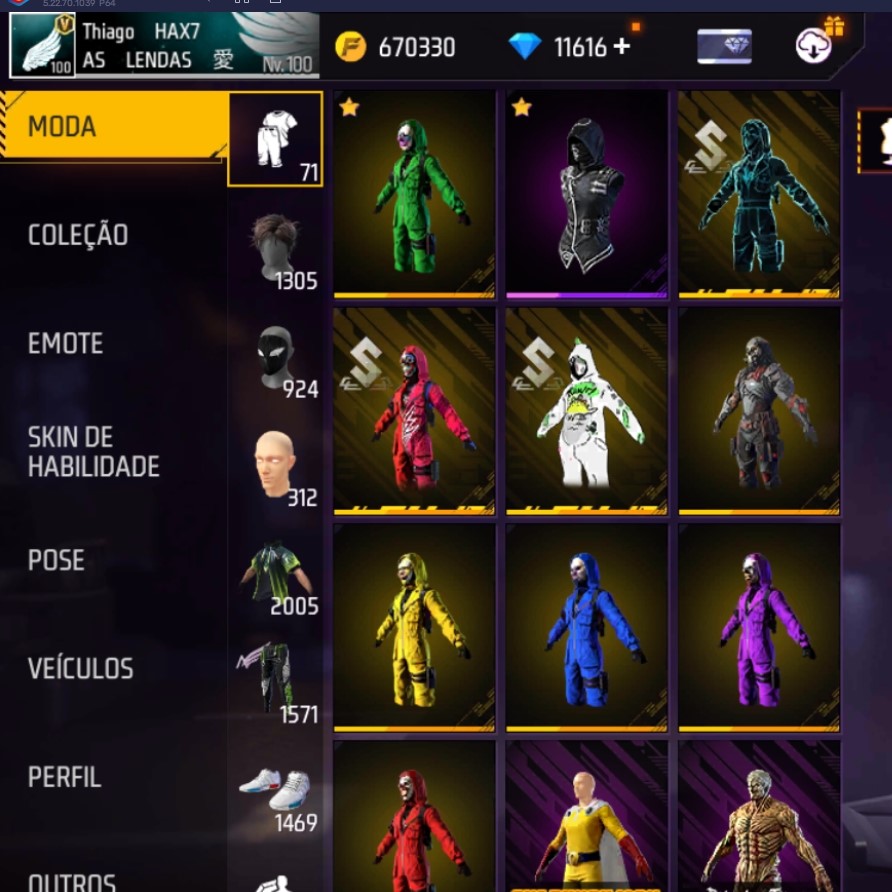 5.22.70.1039 P64
Thiago HAX7
AS LENDAS 愛
100
Nv.100
670330
11616 +
MODA
71
COLEÇÃO
1305
EMOTE
924
SKIN DE
HABILIDADE
312
POSE
2005
VEÍCULOS
1571
PERFIL
1469
OUTROS